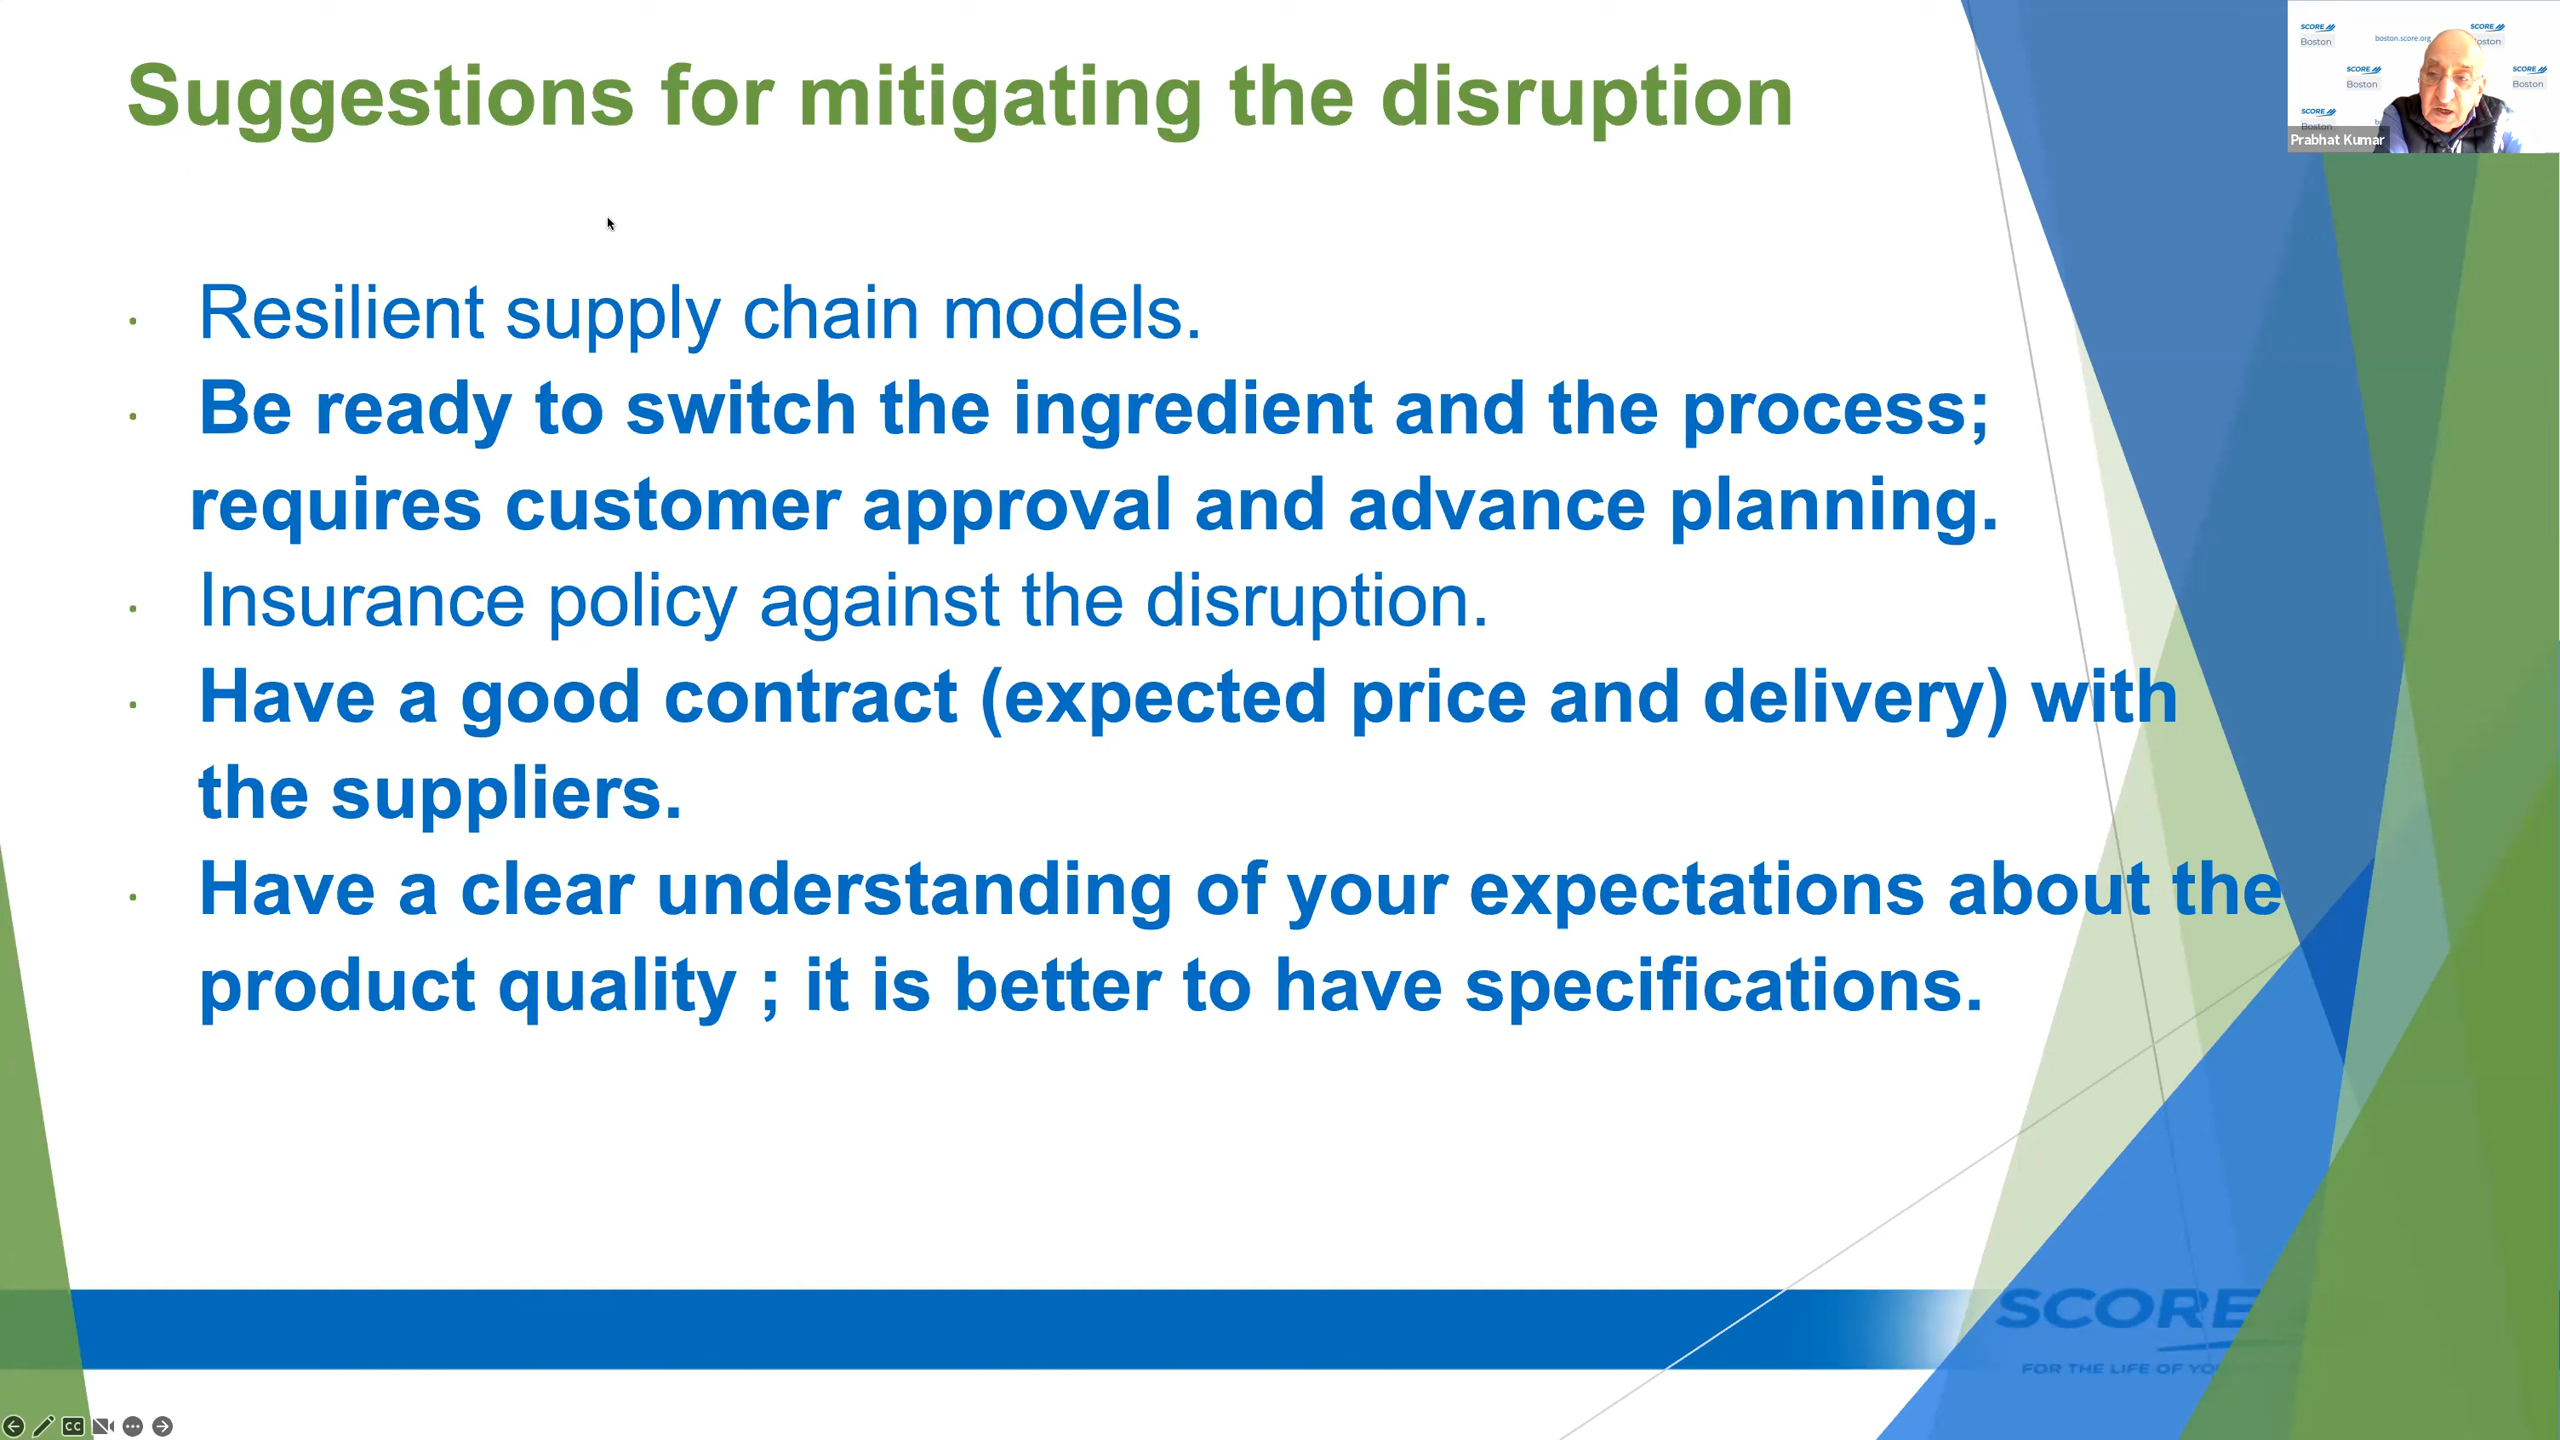 Suggestions for mitigating the disruption
SCORE
Boston
boston.score.org
SCORE
SCORE
Boston
SCORE
Boston
SCORE
Prabhat Kumar
· Resilient supply chain models.
· Be ready to switch the ingredient and the process;
requires customer approval and advance planning.
· Insurance policy against the disruption.
· Have a good contract (expected price and delivery) with
the suppliers.
· Have a clear understanding of your expectations about the
product quality ; it is better to have specifications.
SCORE
FOR THE LIFE OF
CC